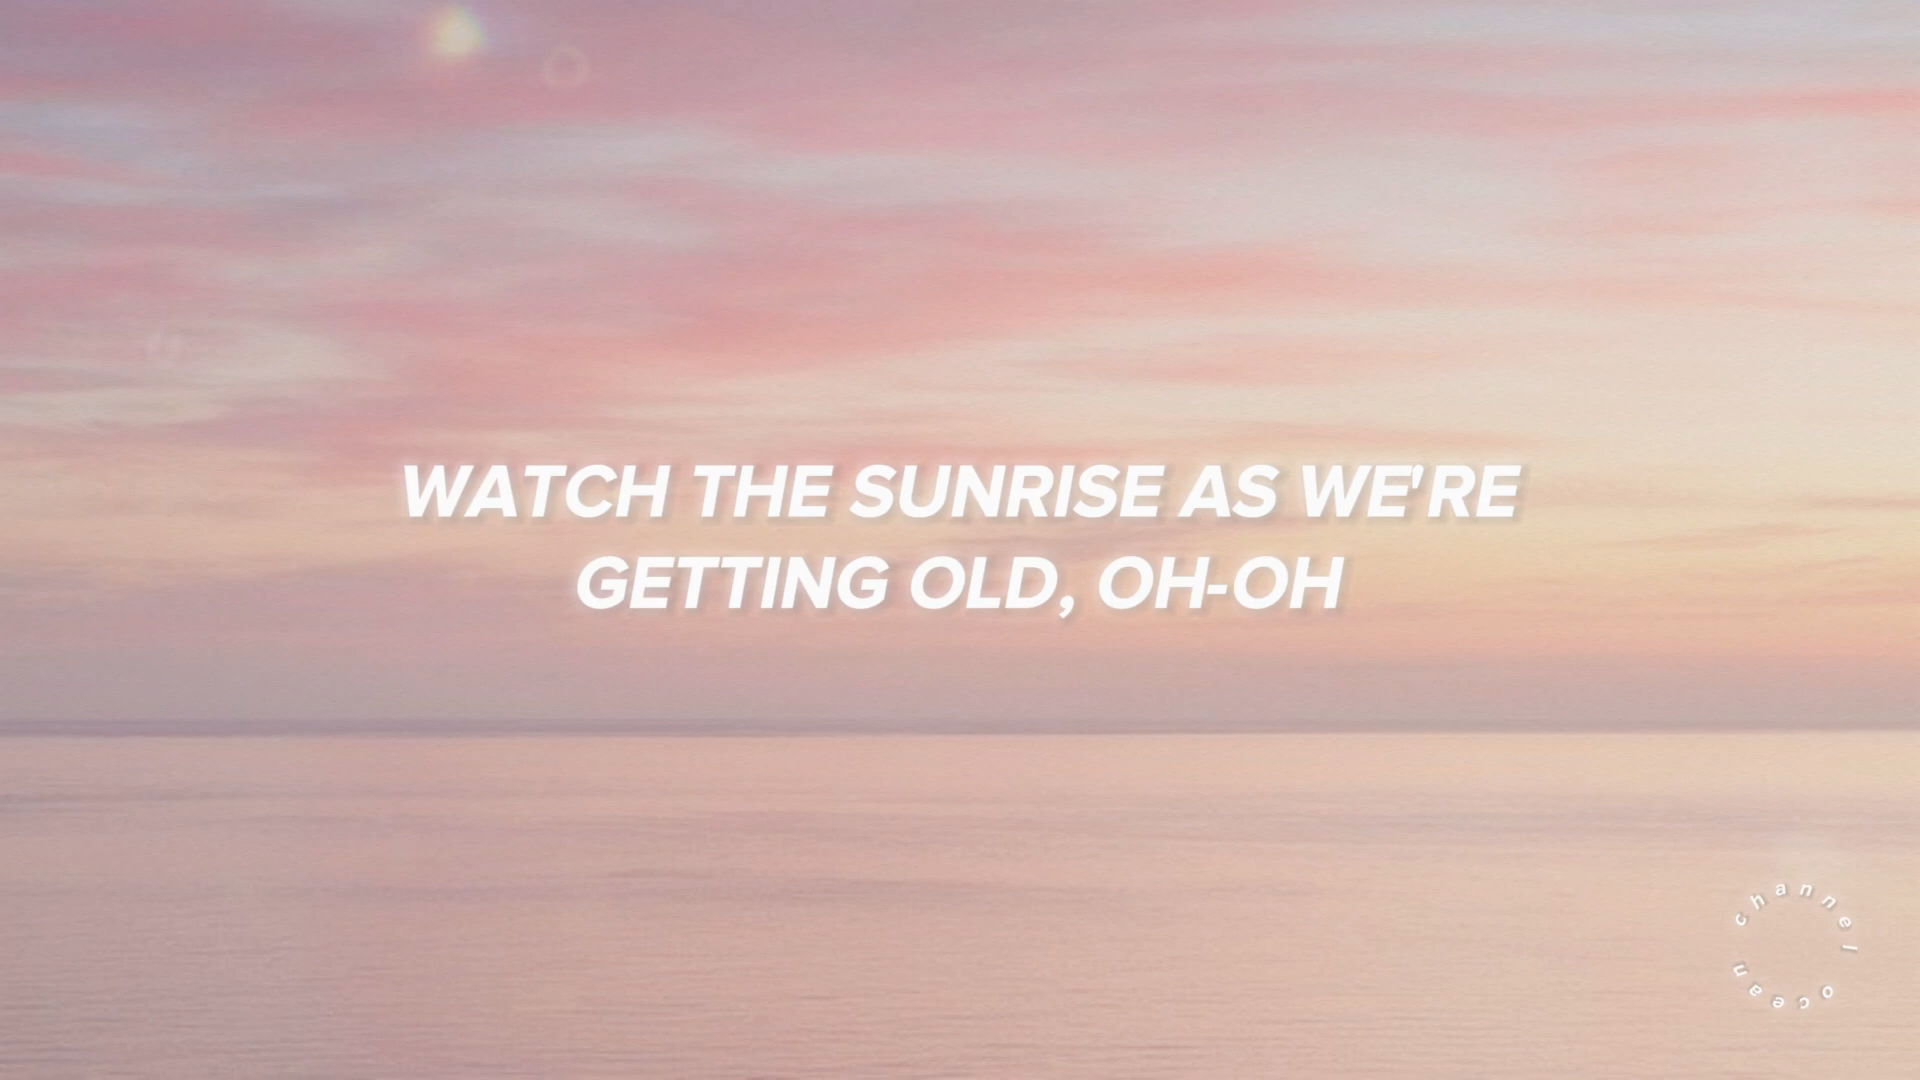 WATCH THE SUNRISE AS WE'RE
GETTING OLD, OH-OH
channel ocean